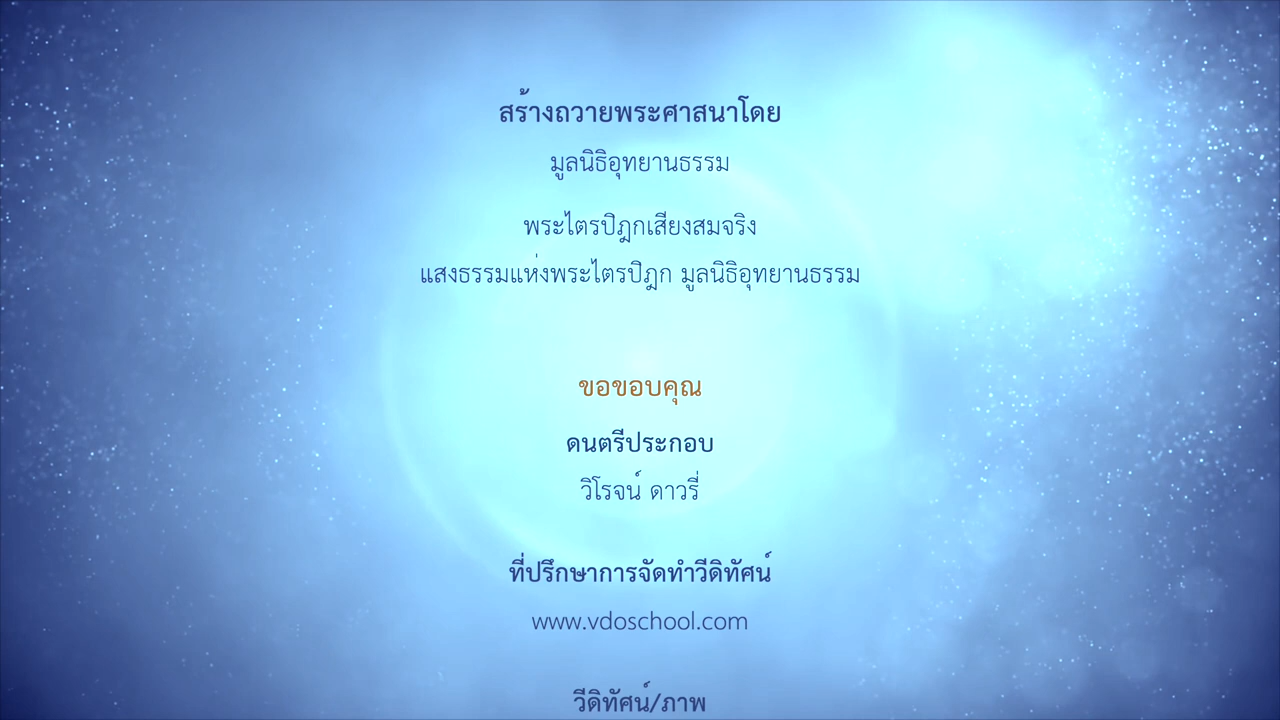 สร้างถวายพระศาสนาโดย
มูลนิธิอุทยานธรรม
พระไตรปิฎกเสียงสมจริง
แสงธรรมแห่งพระไตรปิฎก มูลนิธิอุทยานธรรม
ขอขอบคุณ
ดนตรีประกอบ
วิโรจน์ ดาวรี่
ที่ปรึกษาการจัดทำวีดิทัศน์
www.vdoschool.com
วีดิทัศน์/ภาพ